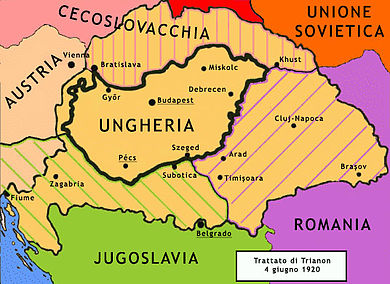 CECOSLOVACCHIA
UNIONE
SOVIETICA
AUSTRIA
Vienna
Bratislava
Miskolc
Khust
Győr
Budapest
Debrecen
UNGHERIA
Cluj-Napoca
Pécs
Szeged
Arad
Subotica
Timişoara
Braşov
Zagabria
Fiume
Belgrado
ROMANIA
JUGOSLAVIA
Trattato di Trianon
4 giugno 1920